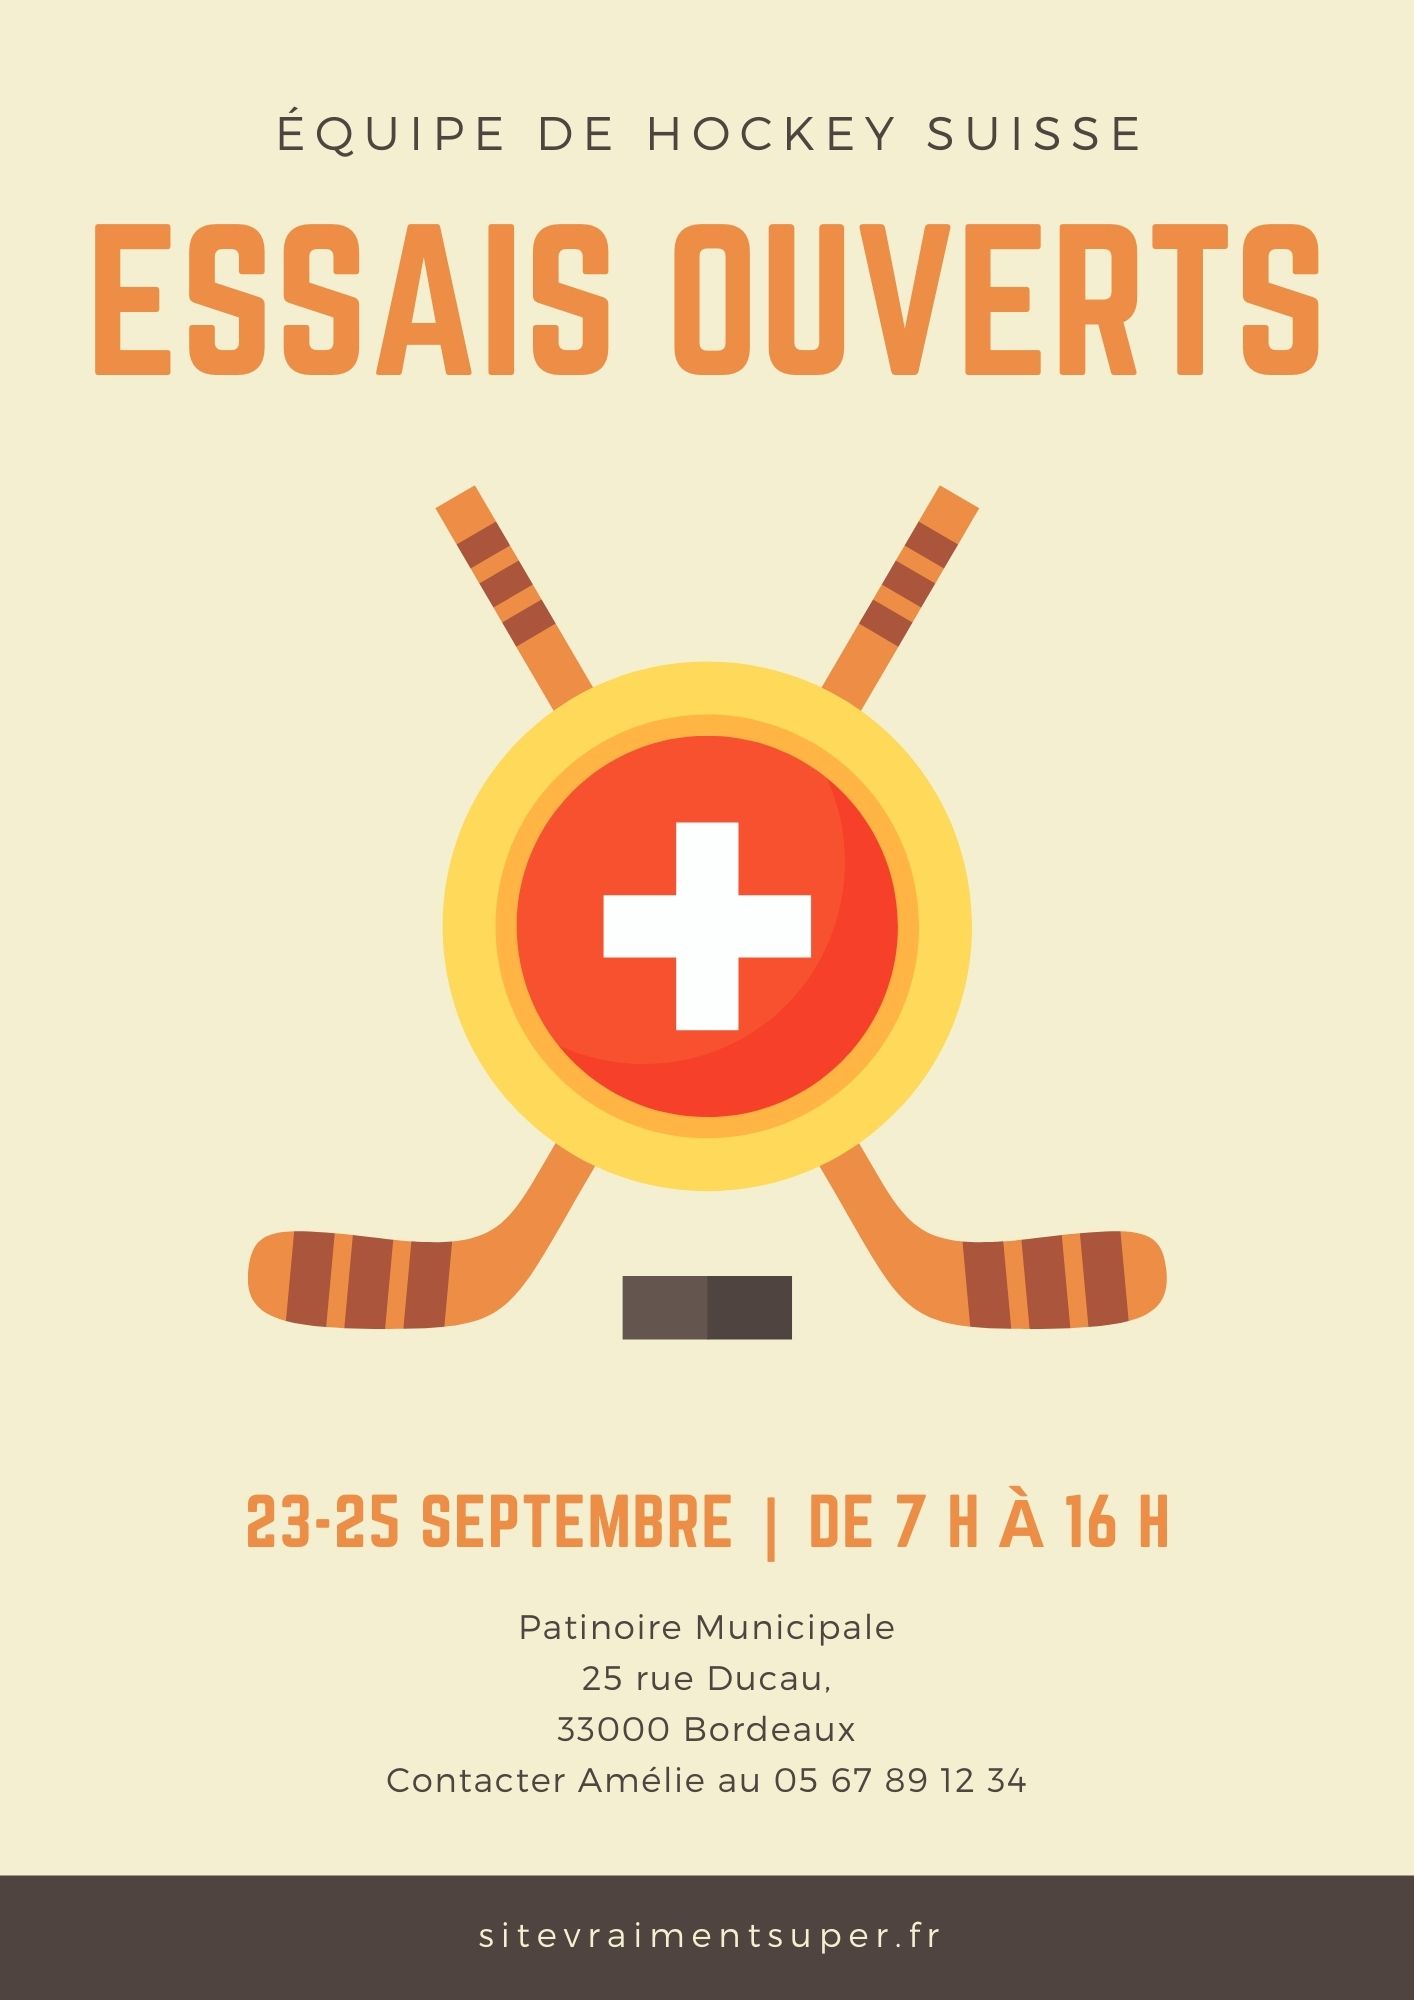 ÉQUIPE DE HOCKEY SUISSE
ESSAIS OUVERTS
23-25 SEPTEMBRE | DE 7 H À 16 H
Patinoire Municipale
25 rue Ducau,
33000 Bordeaux
Contacter Amélie au 05 67 89 12 34
sitevraimentsuper.fr